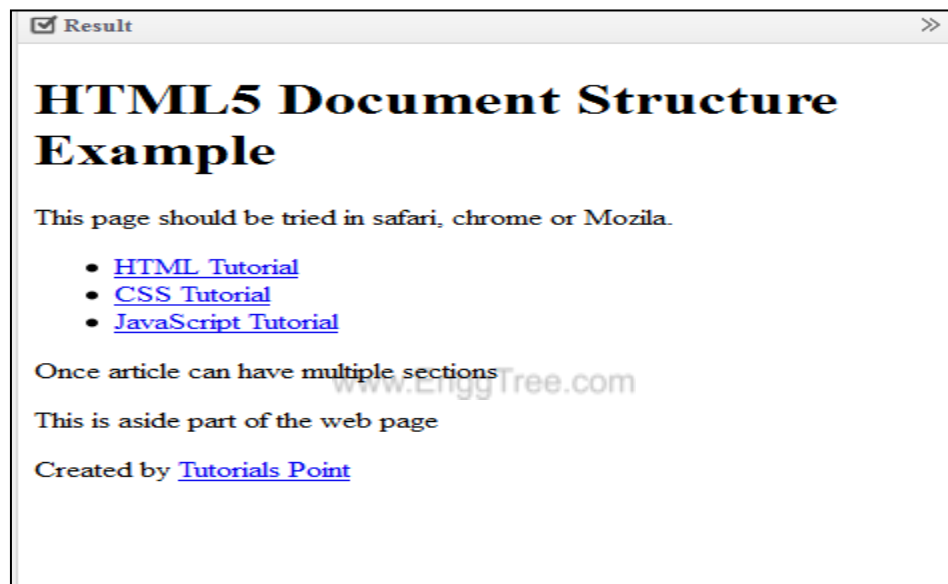 Result
HTML5 Document Structure
Example
This page should be tried in safari, chrome or Mozila.
HTML Tutorial
CSS Tutorial
JavaScript Tutorial
Once article can have multiple sections
www.EnggTree.com
This is aside part of the web page
Created by Tutorials Point